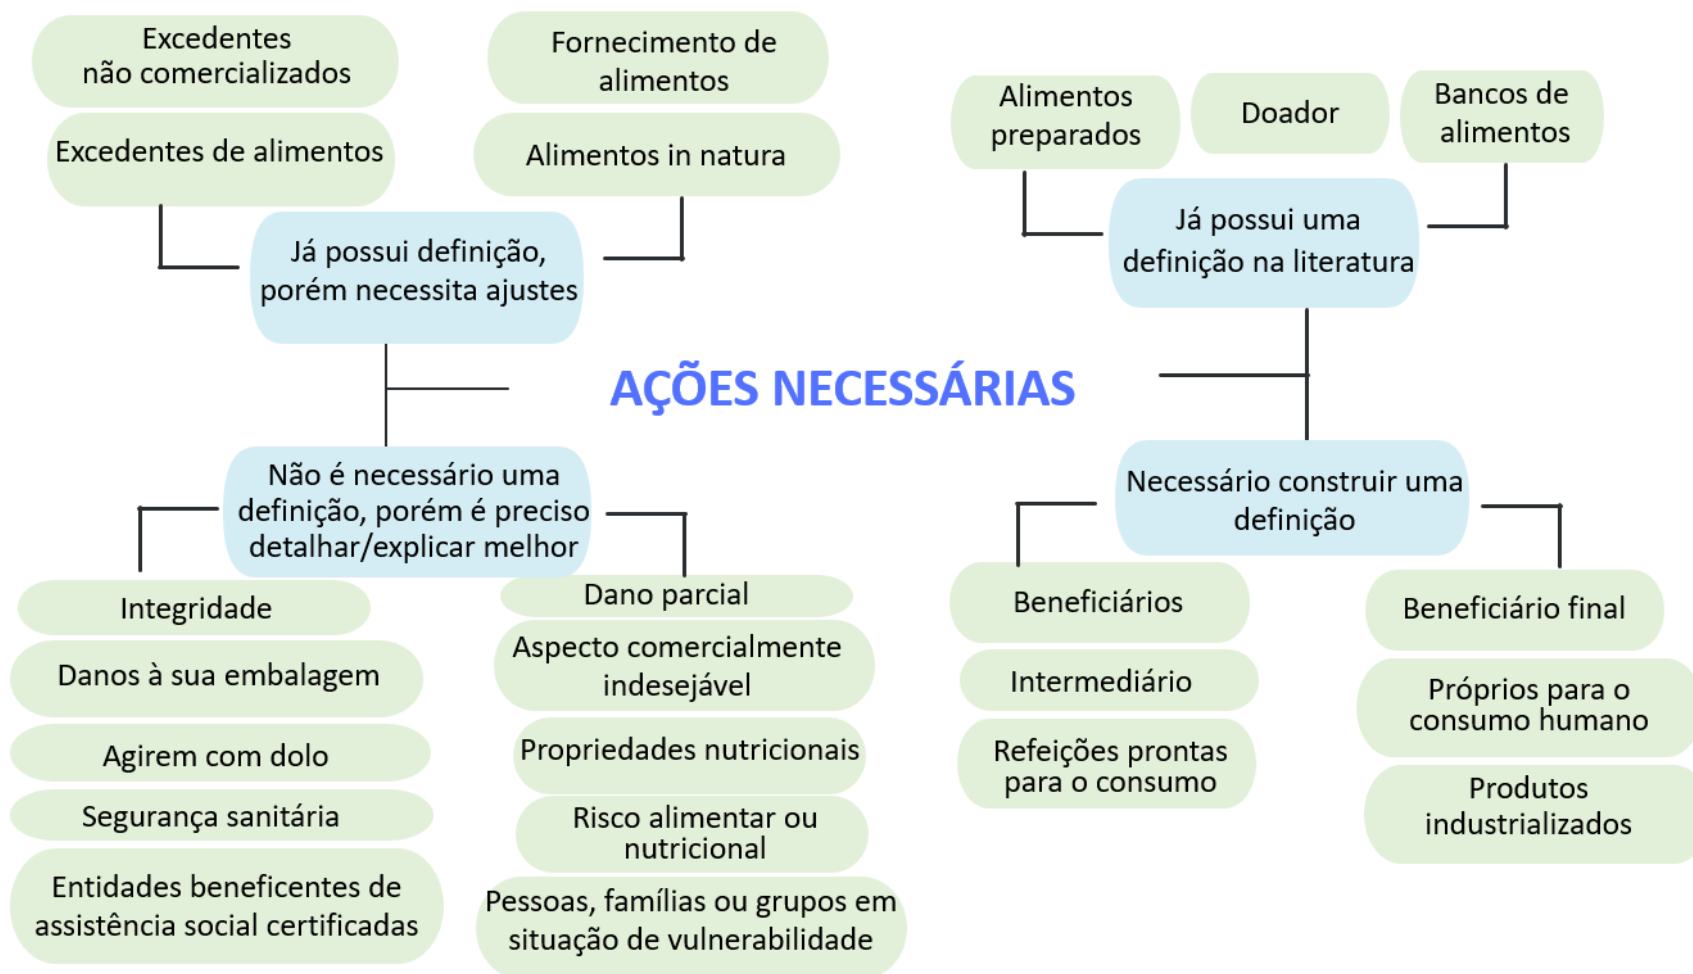 Excedentes
não comercializados
Excedentes de alimentos
Fornecimento de
alimentos
Alimentos in natura
Já possui definição,
porém necessita ajustes
Alimentos
preparados
Doador
Bancos de
alimentos
Já possui uma
definição na literatura
AÇÕES NECESSÁRIAS
Não é necessário uma
definição, porém é preciso
detalhar/explicar melhor
Integridade
Danos à sua embalagem
Agirem com dolo
Segurança sanitária
Entidades beneficentes de
assistência social certificadas
Dano parcial
Aspecto comercialmente
indesejável
Propriedades nutricionais
Risco alimentar ou
nutricional
Pessoas, famílias ou grupos em
situação de vulnerabilidade
Necessário construir uma
definição
Beneficiários
Intermediário
Refeições prontas
para o consumo
Beneficiário final
Próprios para o
consumo humano
Produtos
industrializados